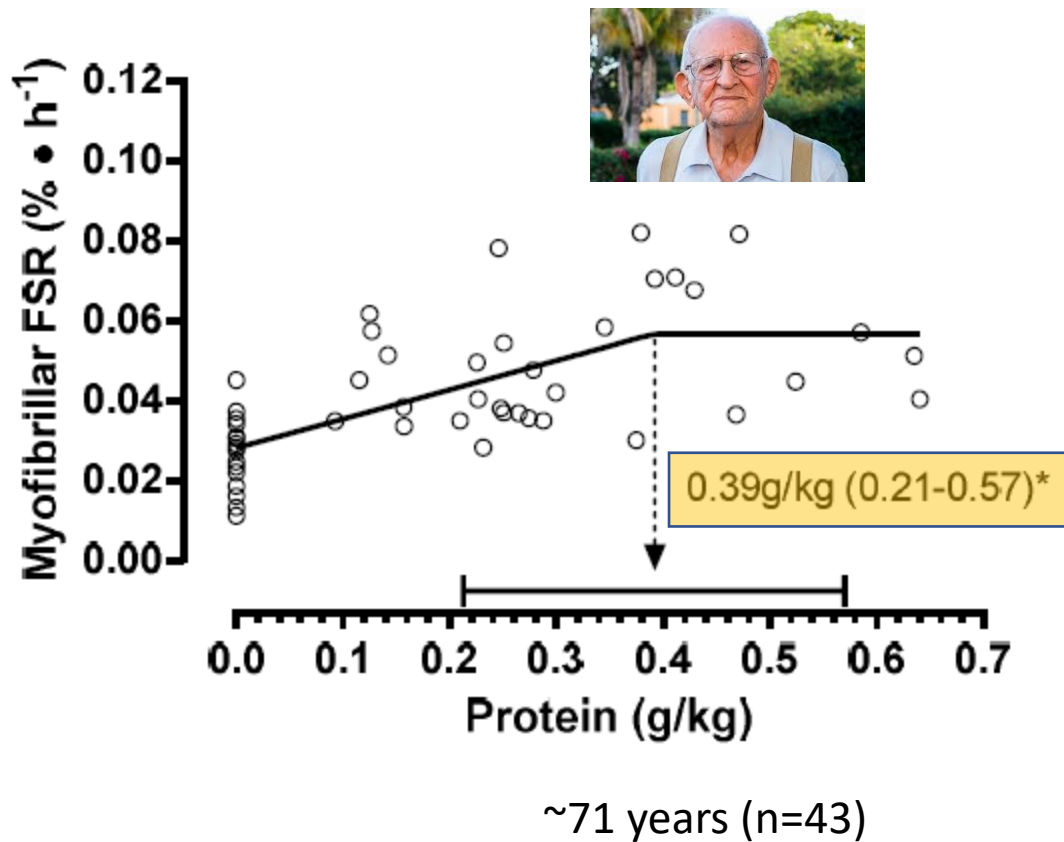 Myofibrillar FSR (% • h-1)
0.12
0.10
0.08
0.06
0.04
0.02
0.00
0.39g/kg (0.21-0.57)*
0.0 0.1 0.2 0.3 0.4 0.5 0.6 0.7
Protein (g/kg)
~71 years (n=43)